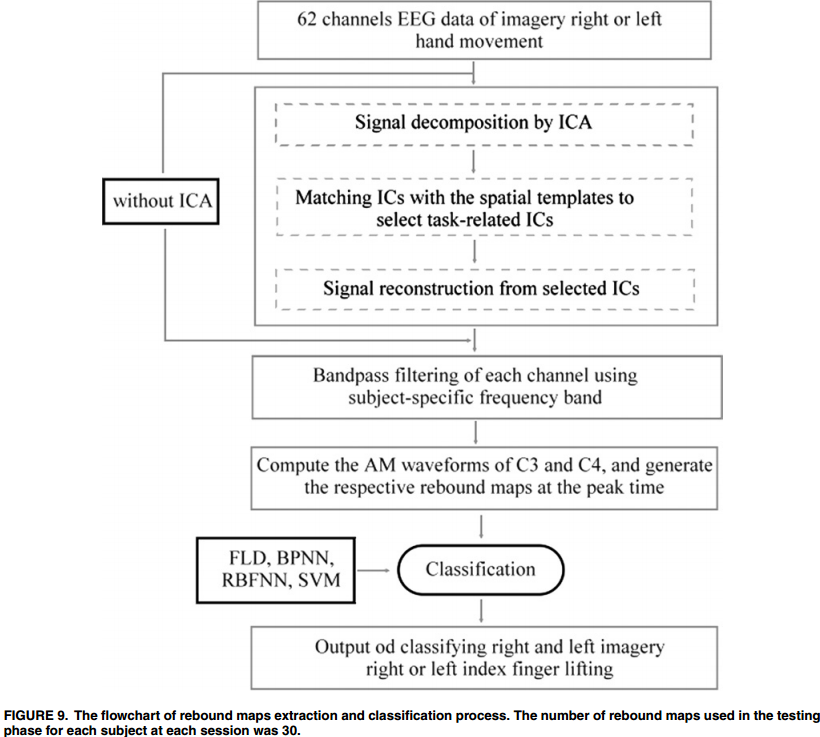 62 channels EEG data of imagery right or left
hand movement
Signal decomposition by ICA
without ICA
Matching ICs with the spatial templates to
select task-related ICs
Signal reconstruction from selected ICs
Bandpass filtering of each channel using
subject-specific frequency band
Compute the AM waveforms of C3 and C4, and generate
the respective rebound maps at the peak time
FLD, BPNN,
RBFNN, SVM
Classification
Output od classifying right and left imagery
right or left index finger lifting
FIGURE 9. The flowchart of rebound maps extraction and classification process. The number of rebound maps used in the testing
phase for each subject at each session was 30.